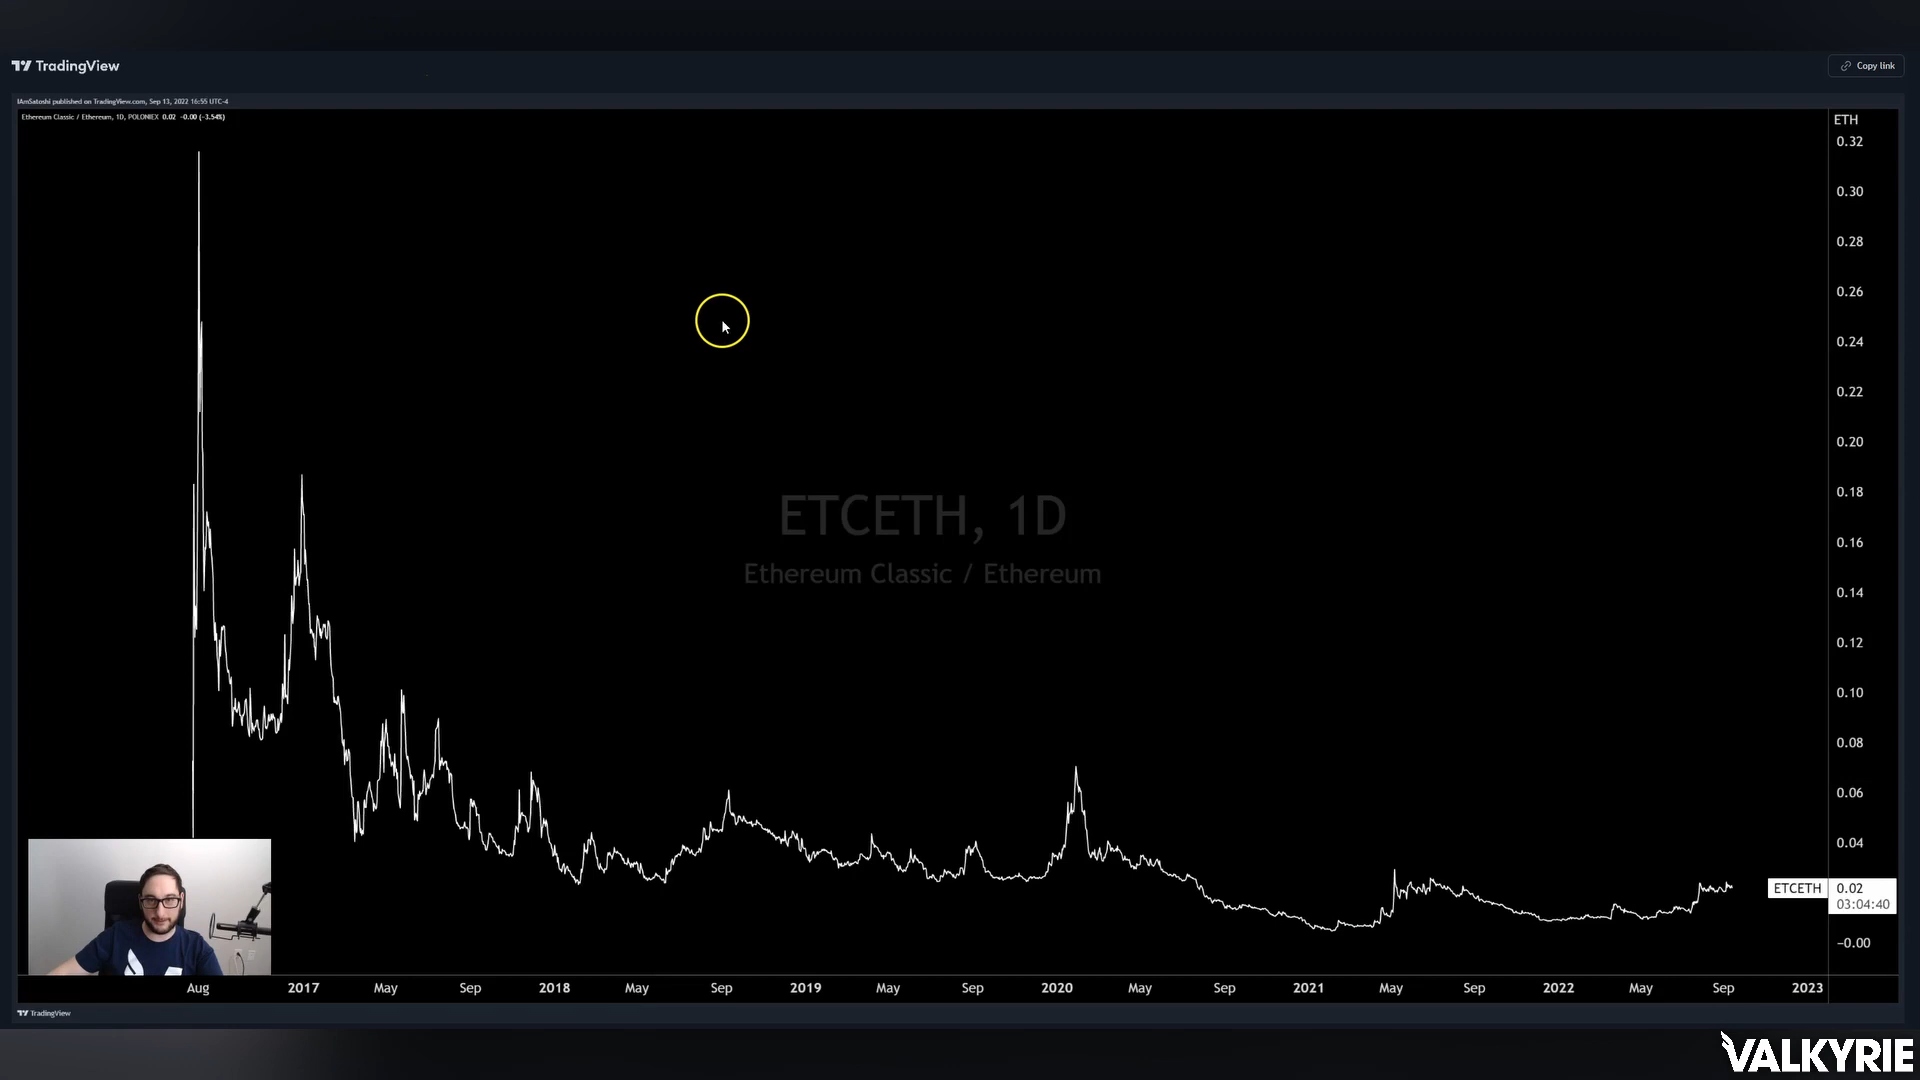 TradingView
Copy link
IAmSatoshi published on TradingView.com, Sep 13, 2022 16:55 UTC-4
Ethereum Classic / Ethereum, 1D, POLONIEX 0.02 -0.00 (-3.54%)
ETH
0.32
0.30
0.28
0.26
0.24
0.22
0.20
0.18
ETCETH, 1D
0.16
Ethereum Classic / Ethereum
0.14
0.12
0.10
0.08
0.06
0.04
ETCETH 0.02
03:04:40
-0.00
Aug 2017 May Sep 2018 May Sep 2019 May Sep 2020 May Sep 2021 May Sep 2022 May Sep 2023
TradingView
VALKYRIE